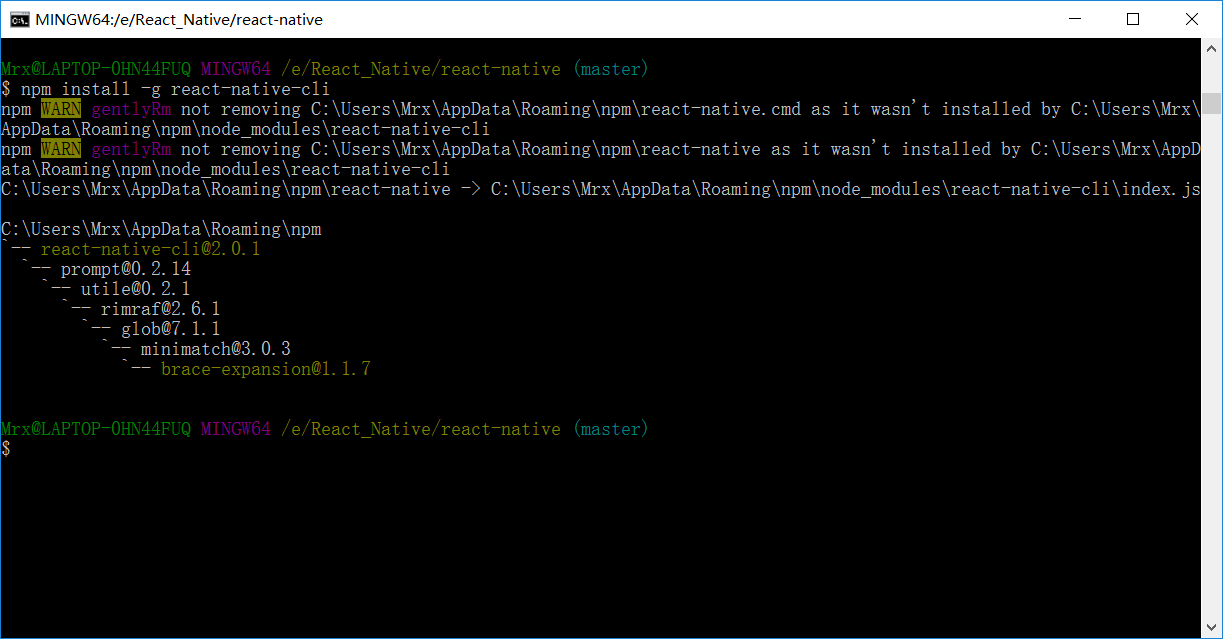 MINGW64:/e/React_Native/react-native
Mrx@LAPTOP-0HN44FUQ MINGW64 /e/React_Native/react-native (master)
$ npm install -g react-native-cli
npm WARN gentlyRm not removing C:\Users\Mrx\AppData\Roaming\npm\react-native.cmd as it wasn't installed by C:\Users\Mrx\
AppData\Roaming\npm\node_modules\react-native-cli
npm WARN gentlyRm not removing C:\Users\Mrx\AppData\Roaming\npm\react-native as it wasn't installed by C:\Users\Mrx\AppD
ata\Roaming\npm\node_modules\react-native-cli
C:\Users\Mrx\AppData\Roaming\npm\react-native -> C:\Users\Mrx\AppData\Roaming\npm\node_modules\react-native-cli\index.js
C:\Users\Mrx\AppData\Roaming\npm
`-- react-native-cli@2.0.1
  `-- prompt@0.2.14
    `-- utile@0.2.1
      `-- rimraf@2.6.1
        `-- glob@7.1.1
          `-- minimatch@3.0.3
            `-- brace-expansion@1.1.7
Mrx@LAPTOP-0HN44FUQ MINGW64 /e/React_Native/react-native (master)
$